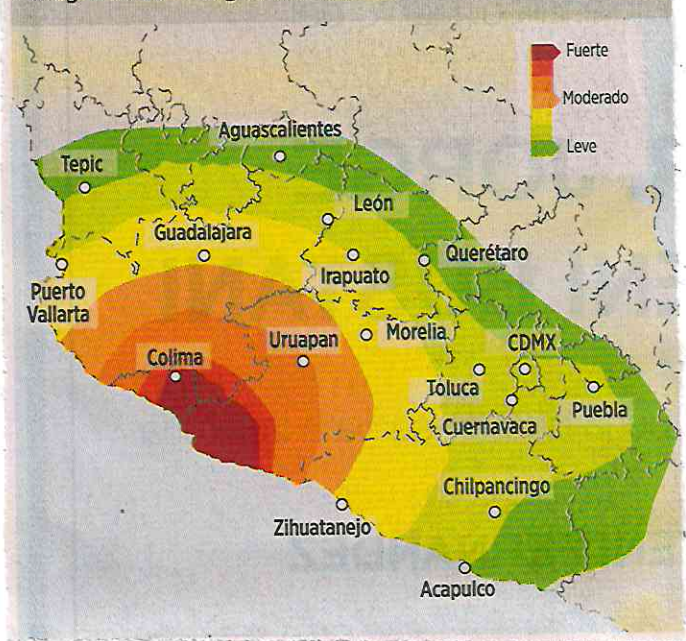 Fuerte
Moderado
Leve
Aguascalientes
Tepic
León
Guadalajara
Querétaro
Irapuato
Puerto
Vallarta
Morelia
Uruapan
CDMX
Colima
Toluca
Puebla
Cuernavaca
Chilpancingo
Zihuatanejo
Acapulco